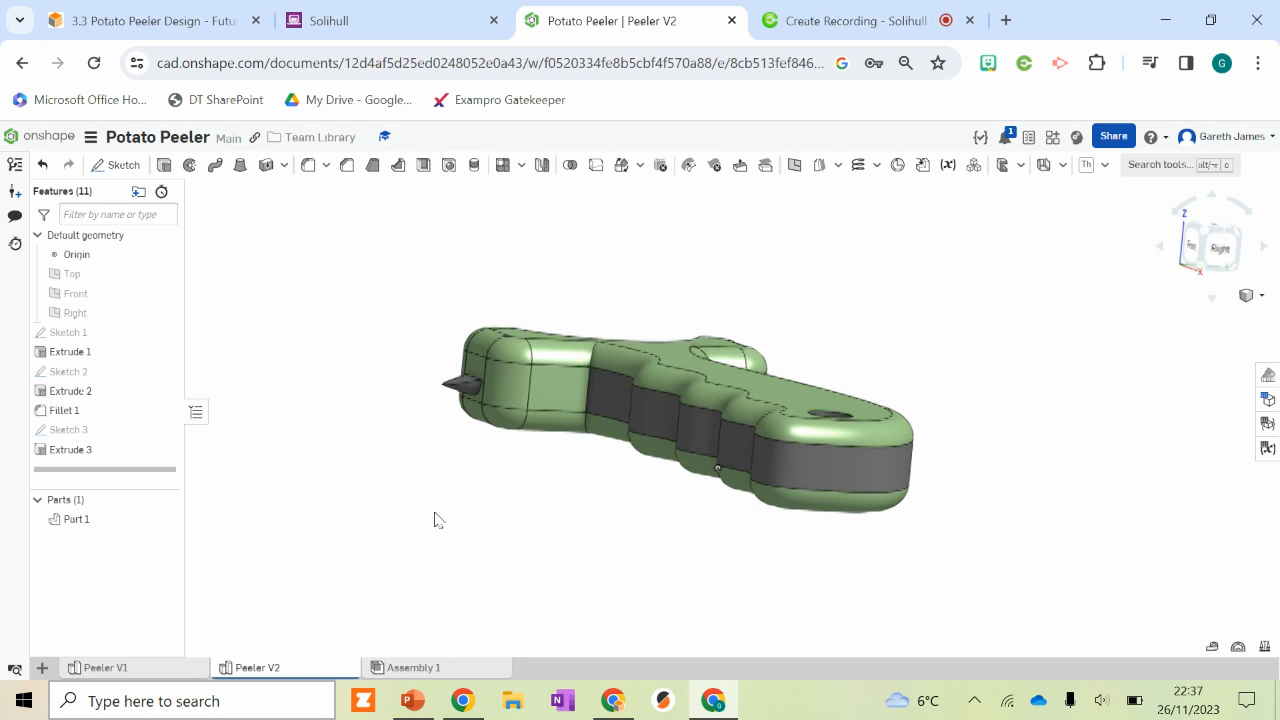 3.3 Potato Peeler Design - Futu
Solihull
Potato Peeler | Peeler V2
Create Recording - Solihull
cad.onshape.com/documents/12d4af5d25ed0248052e0a43/w/f0520334fe8b5cbf4f570a88/e/8cb513fef846...
G
Microsoft Office Ho...
DT SharePoint
My Drive - Google...
Exampro Gatekeeper
onshape
Potato Peeler
Main
Team Library
1
Share
Gareth James
Sketch
Th
Search tools...
alt/⌥ c
Features (11)
Filter by name or type
Default geometry
Origin
Top
Front
Right
Sketch 1
Extrude 1
Sketch 2
Extrude 2
Fillet 1
Sketch 3
Extrude 3
Parts (1)
Part 1
Z
Front
Right
X
Peeler V1
Peeler V2
Assembly 1
Type here to search
6°C
22:37
26/11/2023